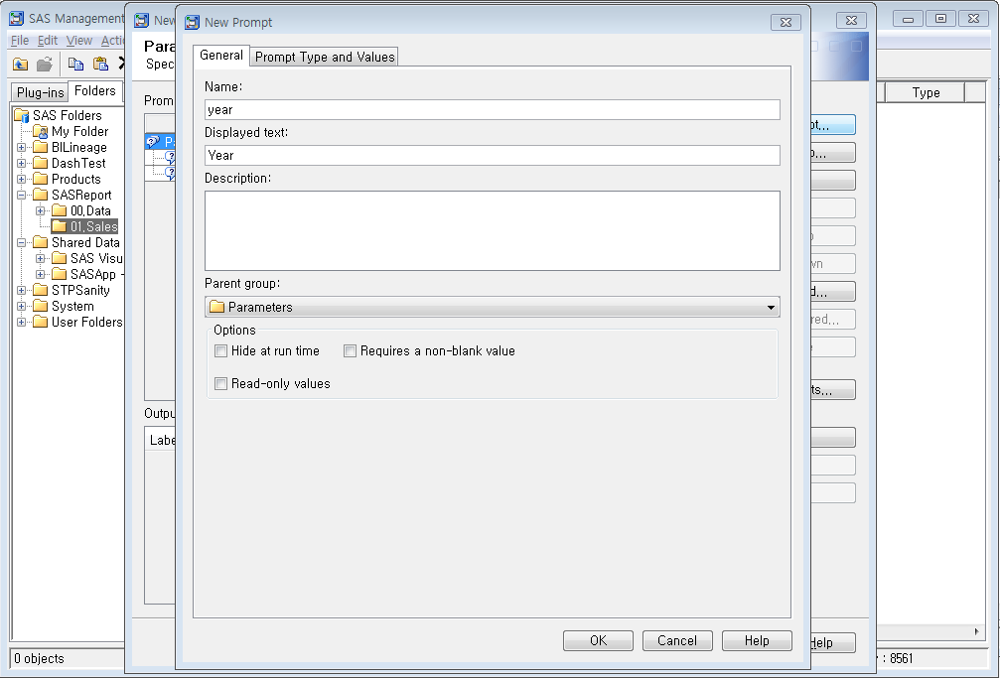 SAS Management
File Edit View Actio
Plug-ins Folders
SAS Folders
My Folder
BILineage
DashTest
Products
SASReport
00,Data
01,Sales
Shared Data
SAS Visu
SASApp -
STPSanity
System
User Folders
0 objects
New
Para
Spec
Prom
Pa
Outpu
Labe
New Prompt
General Prompt Type and Values
Name:
year
Displayed text:
Year
Description:
Parent group:
Parameters
Options
Hide at run time Requires a non-blank value
Read-only values
OK Cancel Help
pt,,,
p,,,
p
wn
d,,,
red,,,
e
ts,,,
Help
Type
: 8561